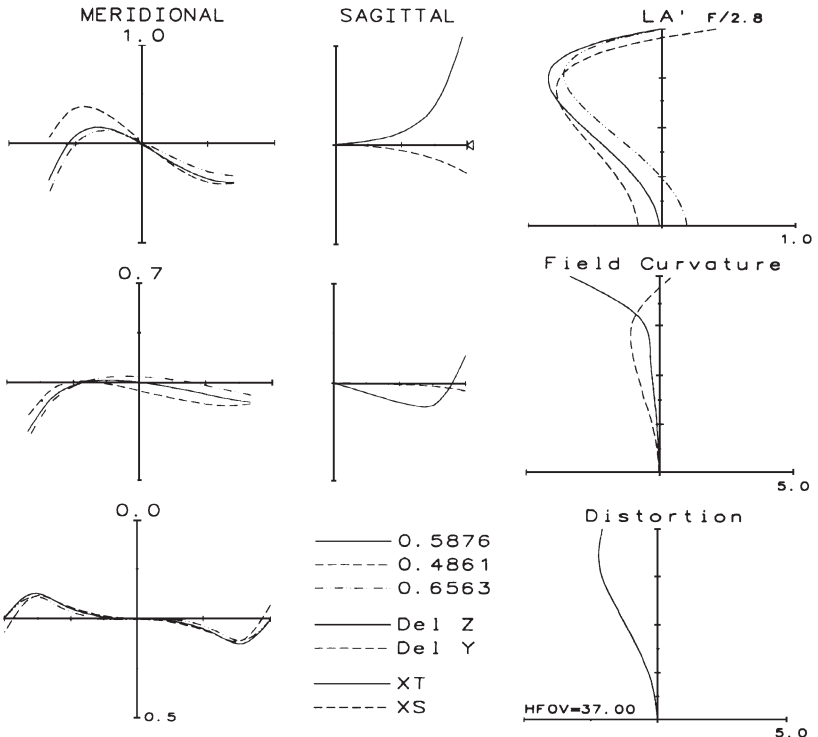 MERIDIONAL
1.0
SAGITTAL
LA' F/2.8
1.0
0.7
Field Curvature
5.0
0.0
0.5
0.5876
0.4861
0.6563
Del Z
Del Y
XT
XS
Distortion
HFOV=37.00
5.0